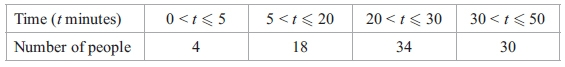 Time (t minutes) 0 < t ⩽ 5 5 < t ⩽ 20 20 < t ⩽ 30 30 < t ⩽ 50
Number of people 4 18 34 30